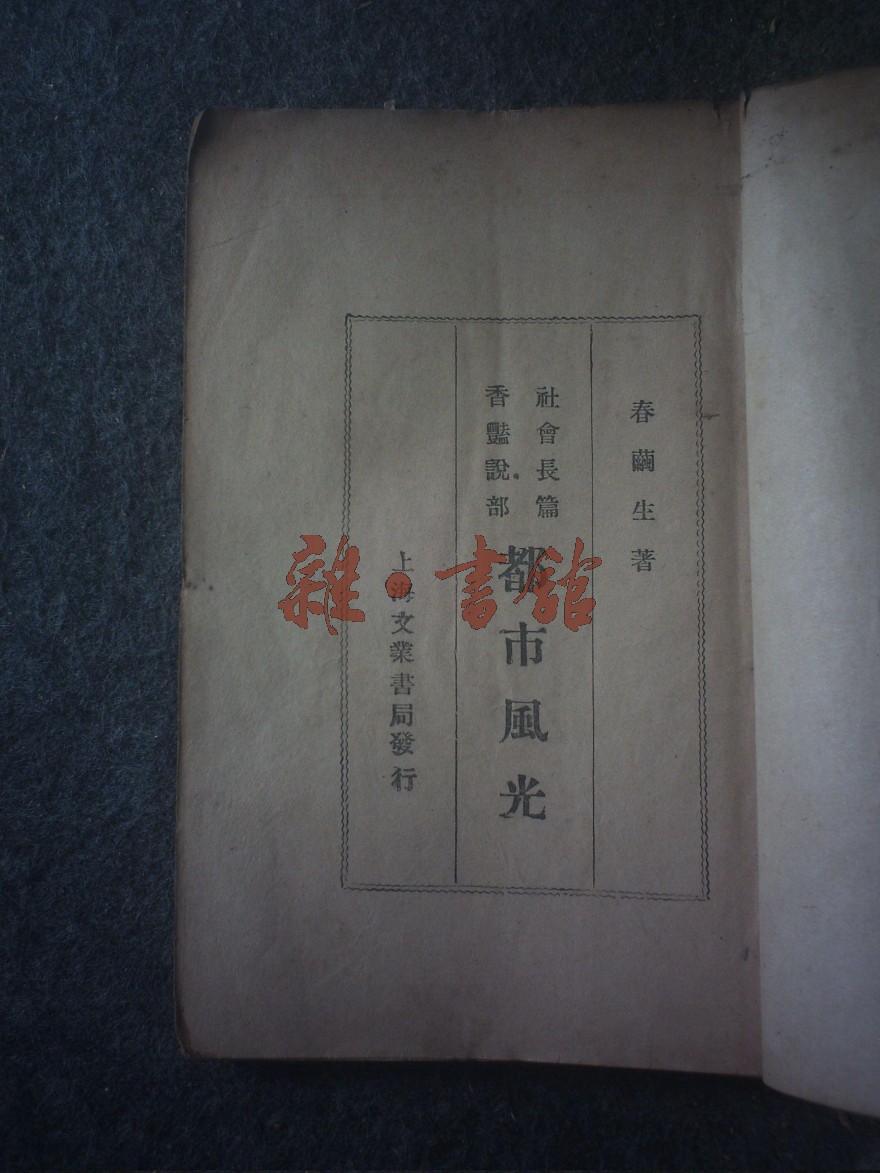 春繭生著
社會長篇
香豔說部
都市風光
上海文業書局發行
雜·書館